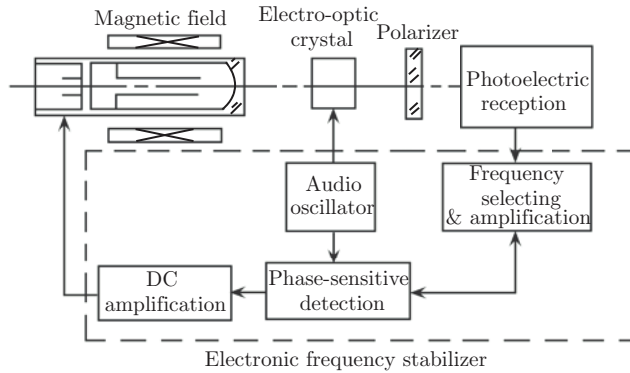 Magnetic field
Electro-optic
crystal
Polarizer
Photoelectric
reception
Audio
oscillator
Frequency
selecting
& amplification
DC
amplification
Phase-sensitive
detection
Electronic frequency stabilizer